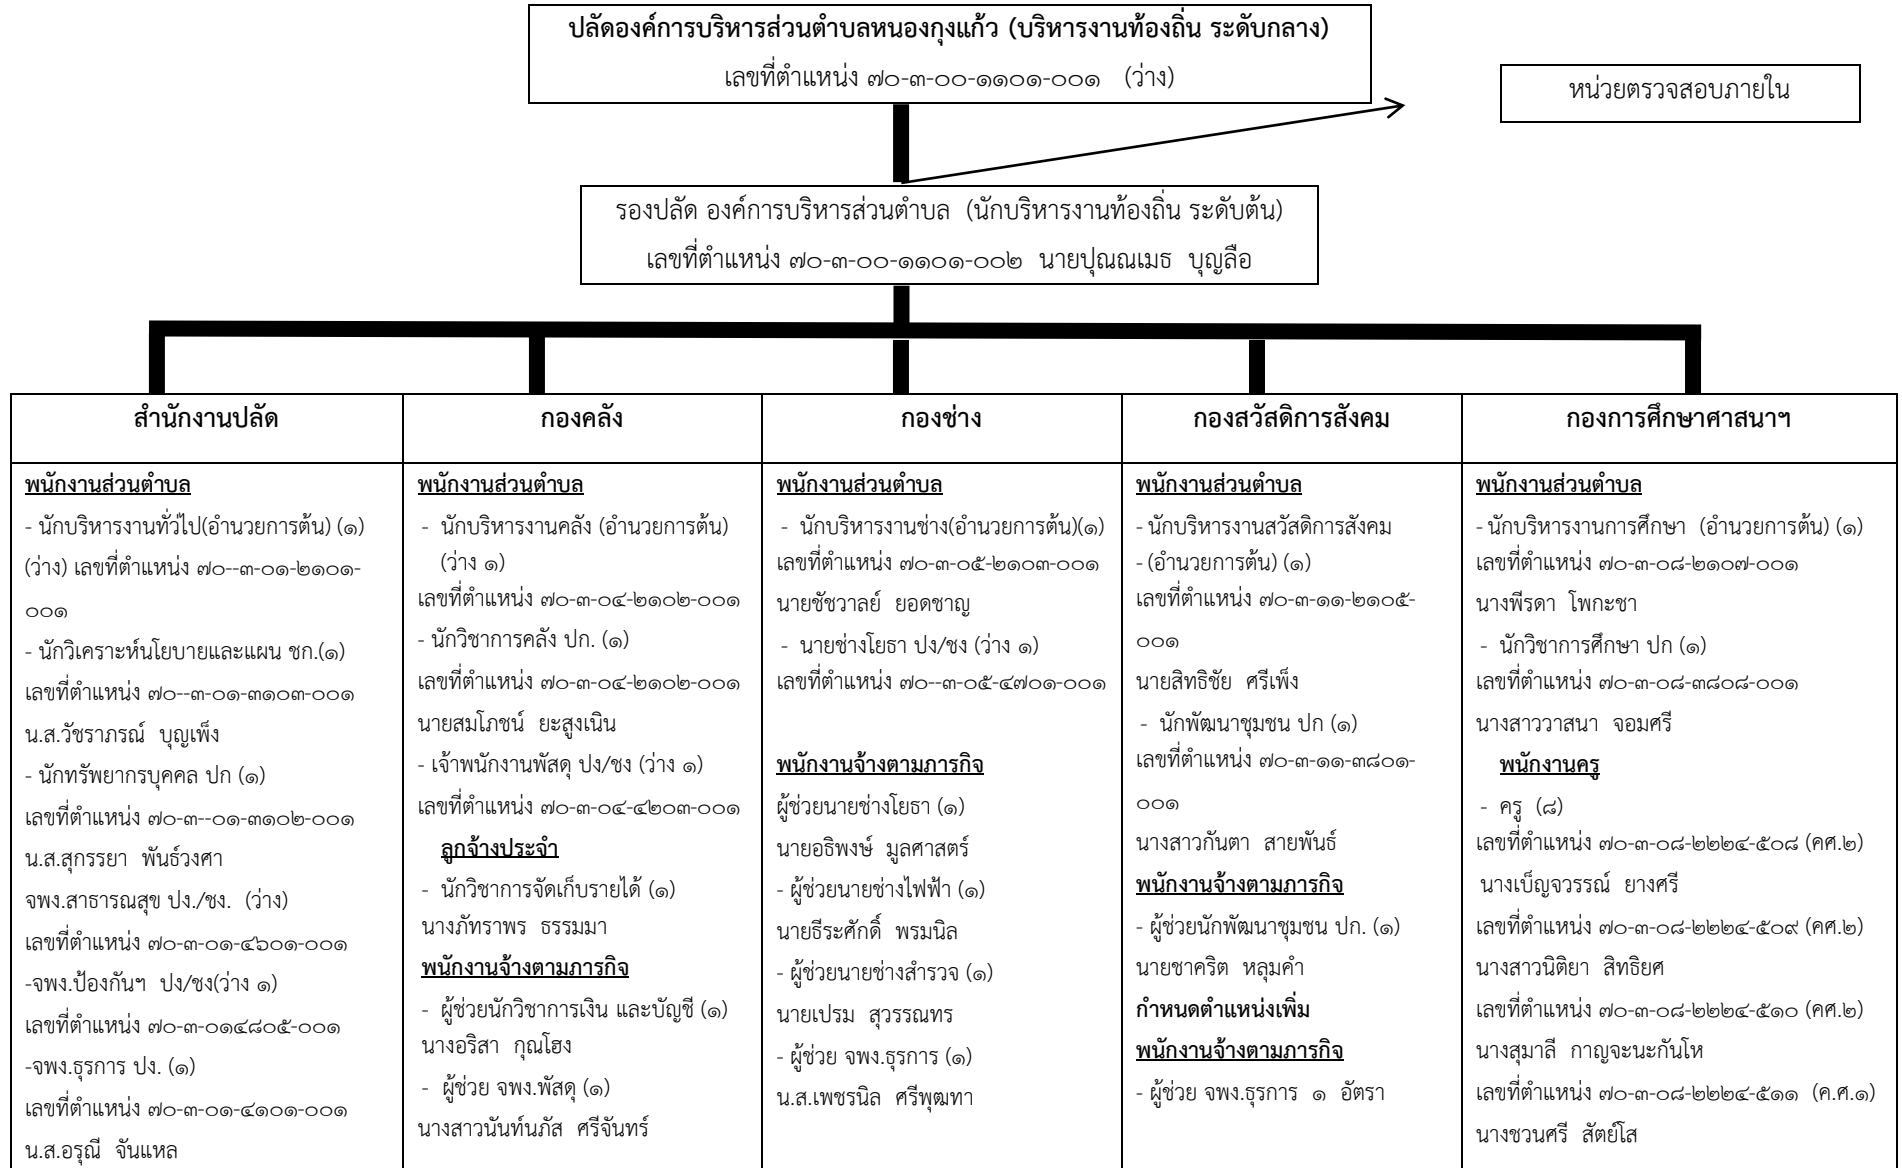 ปลัดองค์การบริหารส่วนตำบลหนองกุงแก้ว (บริหารงานท้องถิ่น ระดับกลาง)
เลขที่ตำแหน่ง ๗๐-๓-๐๐-๑๑๐๑-๐๐๑ (ว่าง)
หน่วยตรวจสอบภายใน
รองปลัด องค์การบริหารส่วนตำบล (นักบริหารงานท้องถิ่น ระดับต้น)
เลขที่ตำแหน่ง ๗๐-๓-๐๐-๑๑๐๑-๐๐๒ นายปุณณเมธ บุญลือ
สำนักงานปลัด
พนักงานส่วนตำบล
- นักบริหารงานทั่วไป(อำนวยการต้น) (๑)
(ว่าง) เลขที่ตำแหน่ง ๗๐--๓-๐๑-๒๑๐๑-
๐๐๑
- นักวิเคราะห์นโยบายและแผน ชก.(๑)
เลขที่ตำแหน่ง ๗๐--๓-๐๑-๓๑๐๓-๐๐๑
น.ส.วัชราภรณ์ บุญเพ็ง
- นักทรัพยากรบุคคล ปก (๑)
เลขที่ตำแหน่ง ๗๐-๓--๐๑-๓๑๐๒-๐๐๑
น.ส.สุกรรยา พันธ์วงศา
จพง.สาธารณสุข ปง./ชง. (ว่าง)
เลขที่ตำแหน่ง ๗๐-๓-๐๑-๔๖๐๑-๐๐๑
-จพง.ป้องกันฯ ปง/ชง(ว่าง ๑)
เลขที่ตำแหน่ง ๗๐-๓-๐๑๔๘๐๕-๐๐๑
-จพง.ธุรการ ปง. (๑)
เลขที่ตำแหน่ง ๗๐-๓-๐๑-๔๑๐๑-๐๐๑
น.ส.อรุณี จันแหล
กองคลัง
พนักงานส่วนตำบล
- นักบริหารงานคลัง (อำนวยการต้น)
(ว่าง ๑)
เลขที่ตำแหน่ง ๗๐-๓-๐๔-๒๑๐๒-๐๐๑
- นักวิชาการคลัง ปก. (๑)
เลขที่ตำแหน่ง ๗๐-๓-๐๔-๒๑๐๒-๐๐๑
นายสมโภชน์ ยะสูงเนิน
- เจ้าพนักงานพัสดุ ปง/ชง (ว่าง ๑)
เลขที่ตำแหน่ง ๗๐-๓-๐๔-๔๒๐๓-๐๐๑
ลูกจ้างประจำ
- นักวิชาการจัดเก็บรายได้ (๑)
นางภัทราพร ธรรมมา
พนักงานจ้างตามภารกิจ
- ผู้ช่วยนักวิชาการเงิน และบัญชี (๑)
นางอริสา กุณโฮง
- ผู้ช่วย จพง.พัสดุ (๑)
นางสาวนันท์นภัส ศรีจันทร์
กองช่าง
พนักงานส่วนตำบล
- นักบริหารงานช่าง(อำนวยการต้น)(๑)
เลขที่ตำแหน่ง ๗๐-๓-๐๕-๒๑๐๓-๐๐๑
นายชัชวาลย์ ยอดชาญ
- นายช่างโยธา ปง/ชง (ว่าง ๑)
เลขที่ตำแหน่ง ๗๐--๓-๐๕-๔๗๐๑-๐๐๑
พนักงานจ้างตามภารกิจ
ผู้ช่วยนายช่างโยธา (๑)
นายอธิพงษ์ มูลศาสตร์
- ผู้ช่วยนายช่างไฟฟ้า (๑)
นายธีระศักดิ์ พรมนิล
- ผู้ช่วยนายช่างสำรวจ (๑)
นายเปรม สุวรรณทร
- ผู้ช่วย จพง.ธุรการ (๑)
น.ส.เพชรนิล ศรีพุฒทา
กองสวัสดิการสังคม
พนักงานส่วนตำบล
- นักบริหารงานสวัสดิการสังคม
- (อำนวยการต้น) (๑)
เลขที่ตำแหน่ง ๗๐-๓-๑๑-๒๑๐๕-
๐๐๑
นายสิทธิชัย ศรีเพ็ง
- นักพัฒนาชุมชน ปก (๑)
เลขที่ตำแหน่ง ๗๐-๓-๑๑-๓๘๐๑-
๐๐๑
นางสาวกันตา สายพันธ์
พนักงานจ้างตามภารกิจ
- ผู้ช่วยนักพัฒนาชุมชน ปก. (๑)
นายชาคริต หลุมคำ
กำหนดตำแหน่งเพิ่ม
พนักงานจ้างตามภารกิจ
- ผู้ช่วย จพง.ธุรการ ๑ อัตรา
กองการศึกษาศาสนาฯ
พนักงานส่วนตำบล
- นักบริหารงานการศึกษา (อำนวยการต้น) (๑)
เลขที่ตำแหน่ง ๗๐-๓-๐๘-๒๑๐๗-๐๐๑
นางพีรดา โพกะชา
- นักวิชาการศึกษา ปก (๑)
เลขที่ตำแหน่ง ๗๐-๓-๐๘-๓๘๐๘-๐๐๑
นางสาววาสนา จอมศรี
พนักงานครู
- ครู (๘)
เลขที่ตำแหน่ง ๗๐-๓-๐๘-๒๒๒๔-๕๐๘ (คศ.๒)
นางเบ็ญจวรรณ์ ยางศรี
เลขที่ตำแหน่ง ๗๐-๓-๐๘-๒๒๒๔-๕๐๙ (คศ.๒)
นางสาวนิติยา สิทธิยศ
เลขที่ตำแหน่ง ๗๐-๓-๐๘-๒๒๒๔-๕๑๐ (คศ.๒)
นางสุมาลี กาญจะนะกันโห
เลขที่ตำแหน่ง ๗๐-๓-๐๘-๒๒๒๔-๕๑๑ (ค.ศ.๑)
นางชวนศรี สัตย์โส